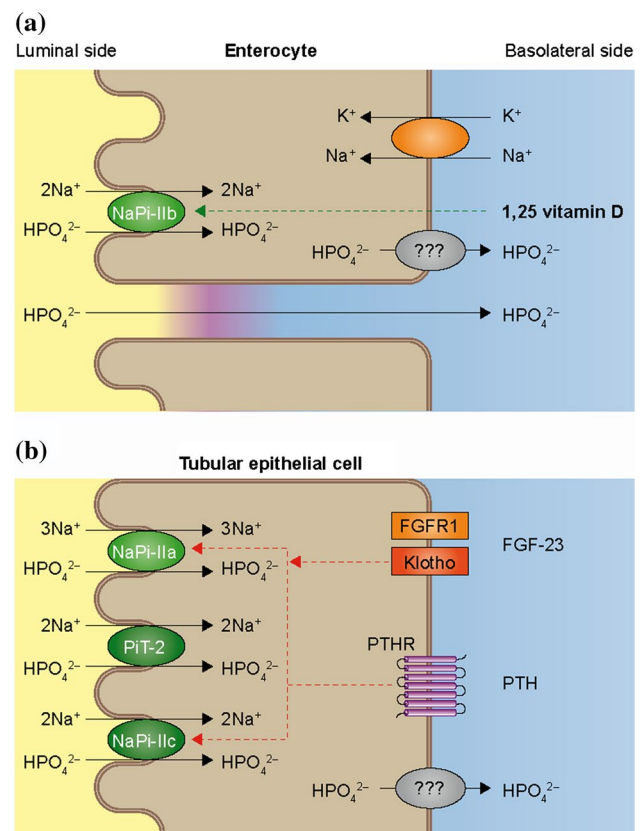 (a)
Luminal side Enterocyte Basolateral side
K⁺ K⁺
Na⁺ Na⁺
2Na⁺ 2Na⁺
NaPi-IIb 1,25 vitamin D
HPO₄²⁻ HPO₄²⁻ HPO₄²⁻ ??? HPO₄²⁻
HPO₄²⁻ HPO₄²⁻
(b)
Tubular epithelial cell
3Na⁺ 3Na⁺ FGFR1
NaPi-IIa FGF-23
HPO₄²⁻ HPO₄²⁻ Klotho
2Na⁺ 2Na⁺
PiT-2 PTHR
HPO₄²⁻ HPO₄²⁻ PTH
2Na⁺ 2Na⁺
NaPi-IIc
HPO₄²⁻ HPO₄²⁻
HPO₄²⁻ ??? HPO₄²⁻